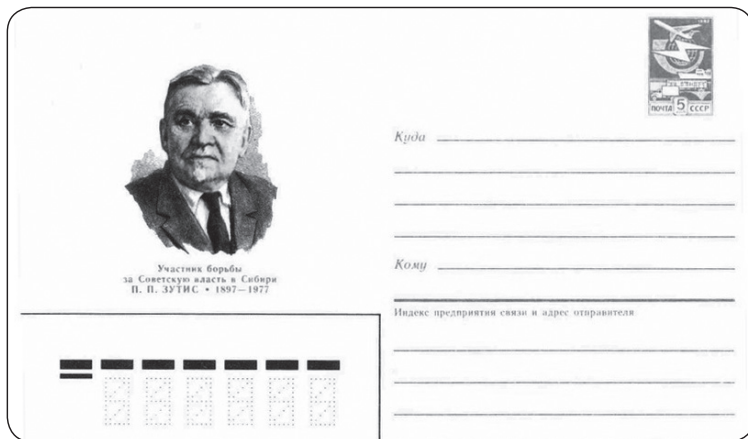 ПОЧТА 5 СССР
Куда
Участник борьбы
за Советскую власть в Сибири
П. П. ЗУТИС • 1897—1977
Кому
Индекс предприятия связи и адрес отправителя